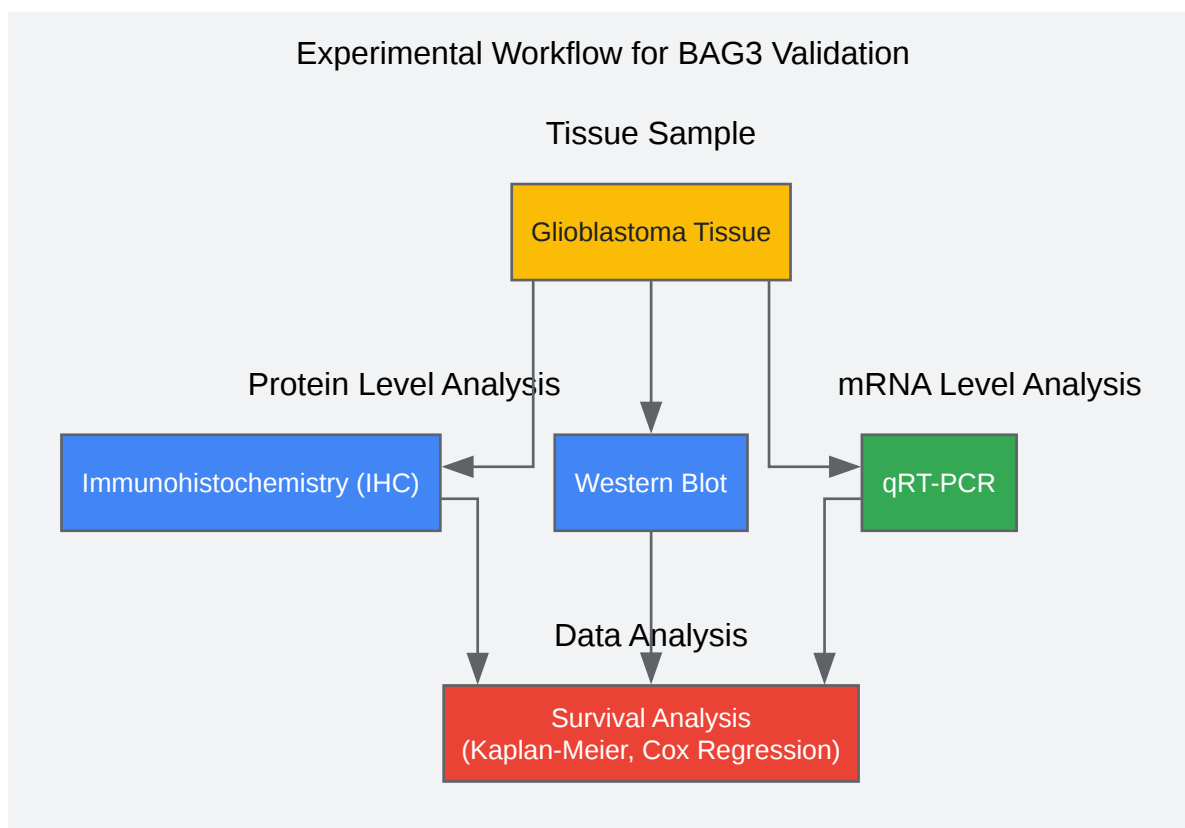 Experimental Workflow for BAG3 Validation
Tissue Sample
Glioblastoma Tissue
Protein Level Analysis
mRNA Level Analysis
Immunohistochemistry (IHC)
Western Blot
qRT-PCR
Data Analysis
Survival Analysis
(Kaplan-Meier, Cox Regression)